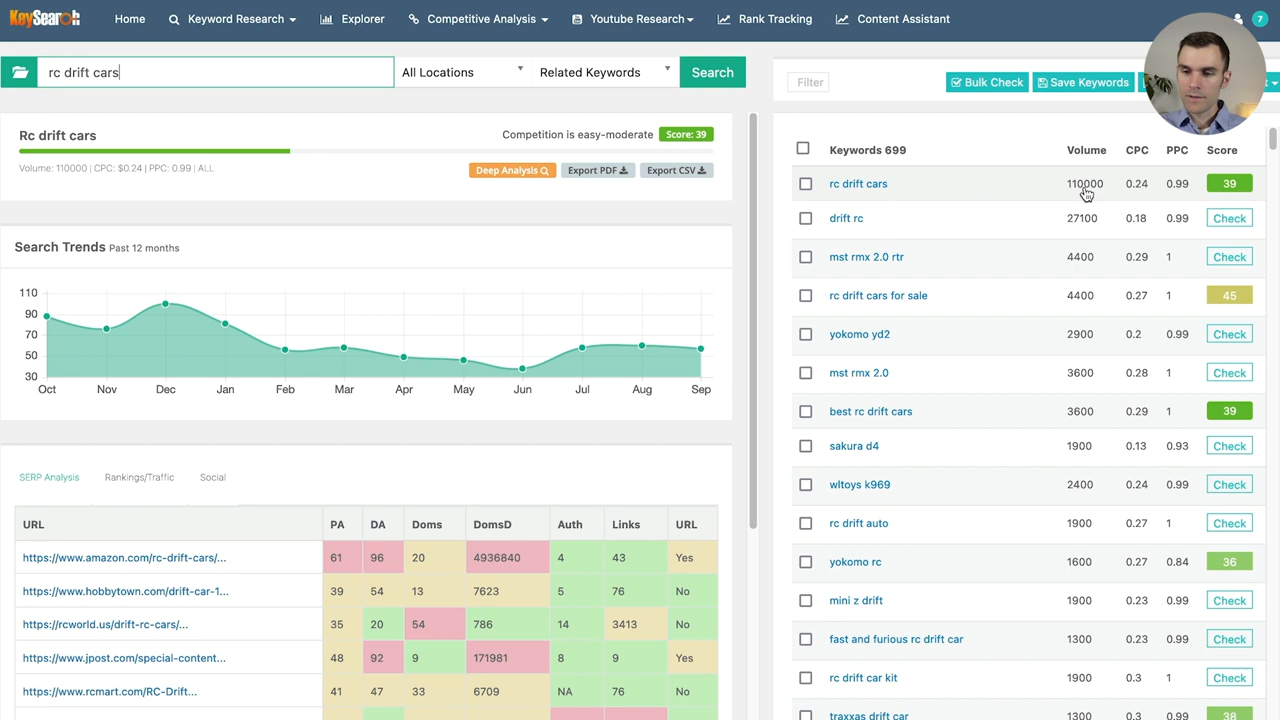 KeySearch Home Keyword Research Explorer Competitive Analysis Youtube Research Rank Tracking Content Assistant 7
rc drift cars All Locations Related Keywords Search
Filter Bulk Check Save Keywords
Rc drift cars Competition is easy-moderate Score: 39
Volume: 110000 | CPC: $0.24 | PPC: 0.99 | ALL
Deep Analysis Export PDF Export CSV
Search Trends Past 12 months
110
90
70
50
30
Oct Nov Dec Jan Feb Mar Apr May Jun Jul Aug Sep
SERP Analysis Rankings/Traffic Social
URL PA DA Doms DomsD Auth Links URL
https://www.amazon.com/rc-drift-cars/... 61 96 20 4936840 4 43 Yes
https://www.hobbytown.com/drift-car-1... 39 54 13 7623 5 76 No
https://rcworld.us/drift-rc-cars/... 35 20 54 786 14 3413 No
https://www.jpost.com/special-content... 48 92 9 171981 8 9 Yes
https://www.rcmart.com/RC-Drift... 41 47 33 6709 NA 76 No
Keywords 699 Volume CPC PPC Score
rc drift cars 110000 0.24 0.99 39
drift rc 27100 0.18 0.99 Check
mst rmx 2.0 rtr 4400 0.29 1 Check
rc drift cars for sale 4400 0.27 1 45
yokomo yd2 2900 0.2 0.99 Check
mst rmx 2.0 3600 0.28 1 Check
best rc drift cars 3600 0.29 1 39
sakura d4 1900 0.13 0.93 Check
wltoys k969 2400 0.24 0.99 Check
rc drift auto 1900 0.27 1 Check
yokomo rc 1600 0.27 0.84 36
mini z drift 1900 0.23 0.99 Check
fast and furious rc drift car 1300 0.23 0.99 Check
rc drift car kit 1900 0.3 1 Check
traxxas drift car 1300 0.3 1 38